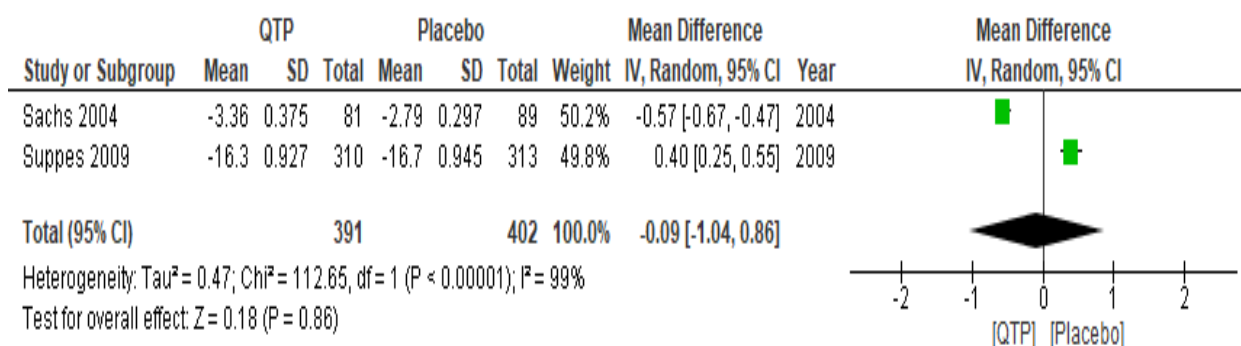 QTP Placebo Mean Difference Mean Difference
Study or Subgroup Mean SD Total Mean SD Total Weight IV, Random, 95% CI Year IV, Random, 95% CI
Sachs 2004 -3.36 0.375 81 -2.79 0.297 89 50.2% -0.57 [-0.67, -0.47] 2004
Suppes 2009 -16.3 0.927 310 -16.7 0.945 313 49.8% 0.40 [0.25, 0.55] 2009
Total (95% CI) 391 402 100.0% -0.09 [-1.04, 0.86]
Heterogeneity: Tau² = 0.47; Chi² = 112.65, df = 1 (P < 0.00001); I² = 99%
Test for overall effect: Z = 0.18 (P = 0.86)
-2 -1 0 1 2
[QTP] [Placebo]